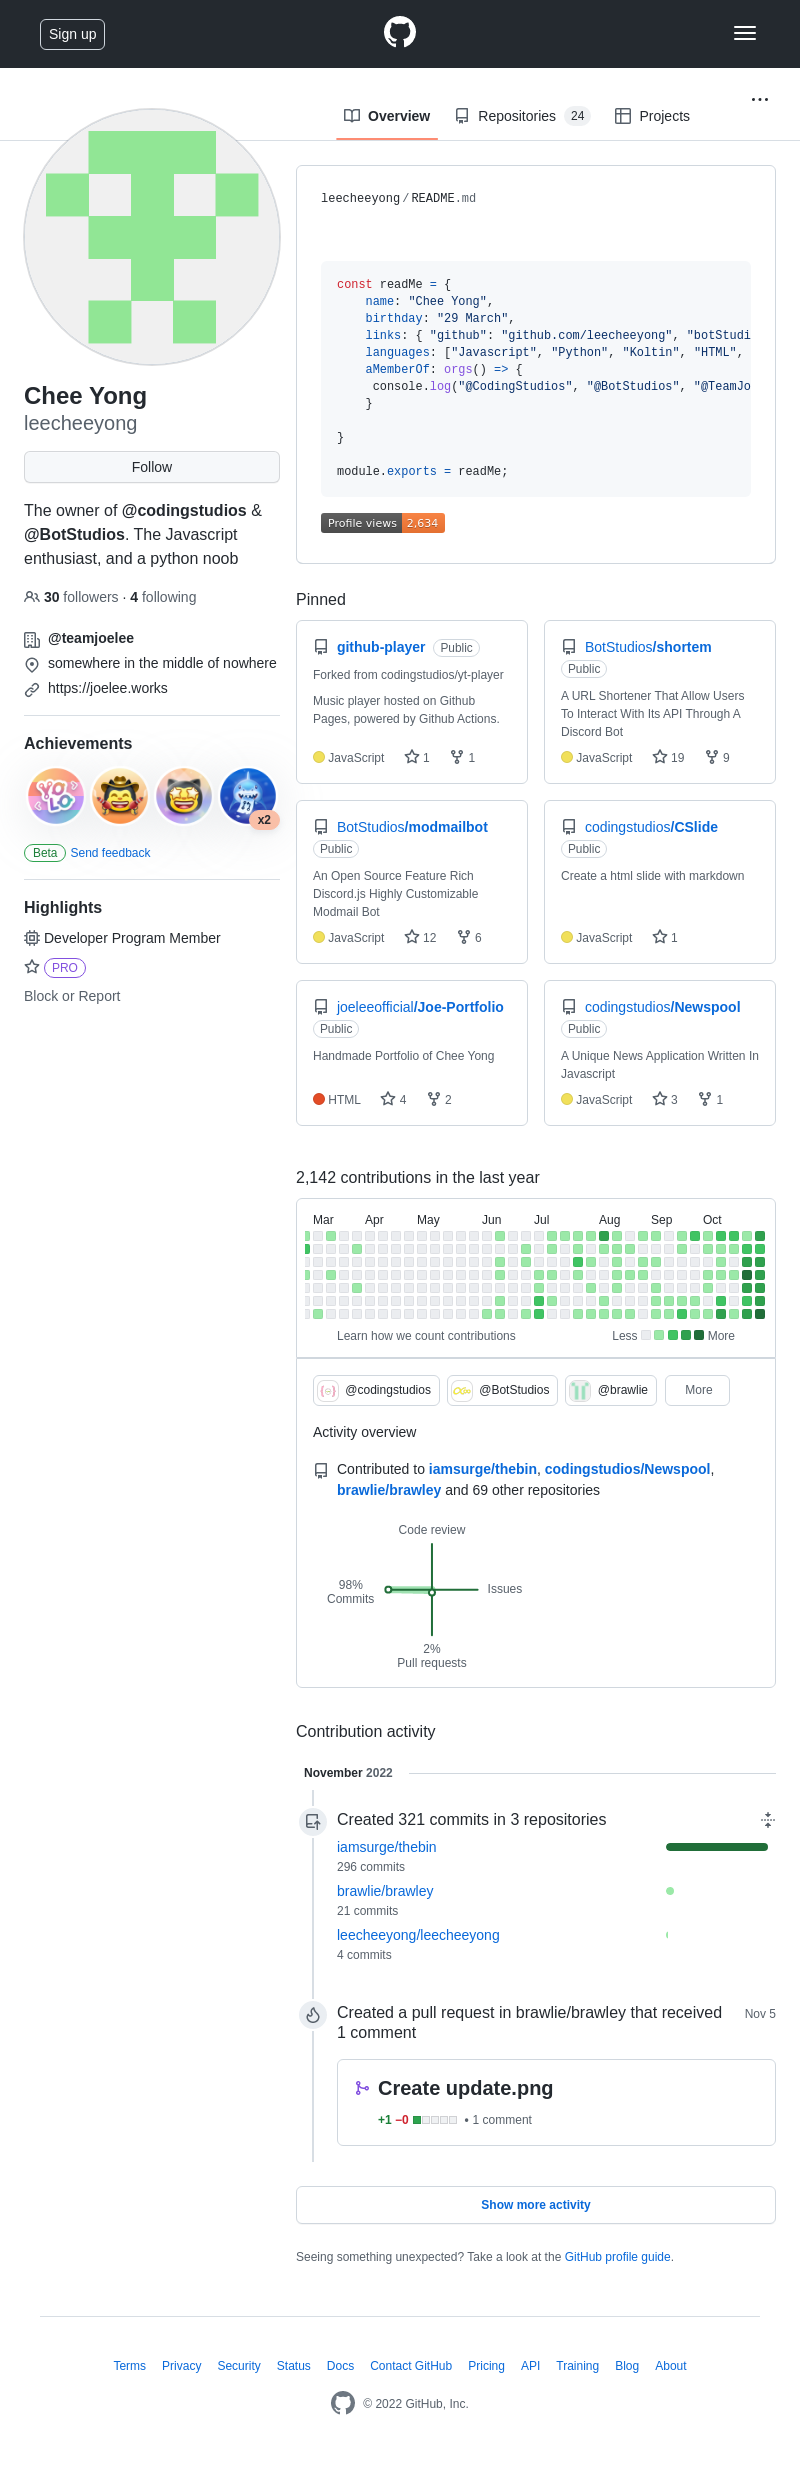 Sign up
Overview
Repositories 24
Projects
Chee Yong
leecheeyong
Follow
The owner of @codingstudios &
@BotStudios. The Javascript
enthusiast, and a python noob
30 followers · 4 following
@teamjoelee
somewhere in the middle of nowhere
https://joelee.works
Achievements
YOLO
x2
Beta Send feedback
Highlights
Developer Program Member
PRO
Block or Report
leecheeyong/README.md
const readMe = {
name: "Chee Yong",
birthday: "29 March",
links: { "github": "github.com/leecheeyong", "botStudi
languages: ["Javascript", "Python", "Koltin", "HTML",
aMemberOf: orgs() => {
console.log("@CodingStudios", "@BotStudios", "@TeamJo
}
}
module.exports = readMe;
Profile views 2,634
Pinned
github-player Public
Forked from codingstudios/yt-player
Music player hosted on Github
Pages, powered by Github Actions.
JavaScript 1 1
BotStudios/shortem
Public
A URL Shortener That Allow Users
To Interact With Its API Through A
Discord Bot
JavaScript 19 9
BotStudios/modmailbot
Public
An Open Source Feature Rich
Discord.js Highly Customizable
Modmail Bot
JavaScript 12 6
codingstudios/CSlide
Public
Create a html slide with markdown
JavaScript 1
joeleeofficial/Joe-Portfolio
Public
Handmade Portfolio of Chee Yong
HTML 4 2
codingstudios/Newspool
Public
A Unique News Application Written In
Javascript
JavaScript 3 1
2,142 contributions in the last year
Mar Apr May Jun Jul Aug Sep Oct
Learn how we count contributions
Less More
@codingstudios @BotStudios @brawlie More
Activity overview
Contributed to iamsurge/thebin, codingstudios/Newspool,
brawlie/brawley and 69 other repositories
Code review
98%
Commits
Issues
2%
Pull requests
Contribution activity
November 2022
Created 321 commits in 3 repositories
iamsurge/thebin
296 commits
brawlie/brawley
21 commits
leecheeyong/leecheeyong
4 commits
Created a pull request in brawlie/brawley that received
1 comment
Nov 5
Create update.png
+1 −0 • 1 comment
Show more activity
Seeing something unexpected? Take a look at the GitHub profile guide.
Terms Privacy Security Status Docs Contact GitHub Pricing API Training Blog About
© 2022 GitHub, Inc.